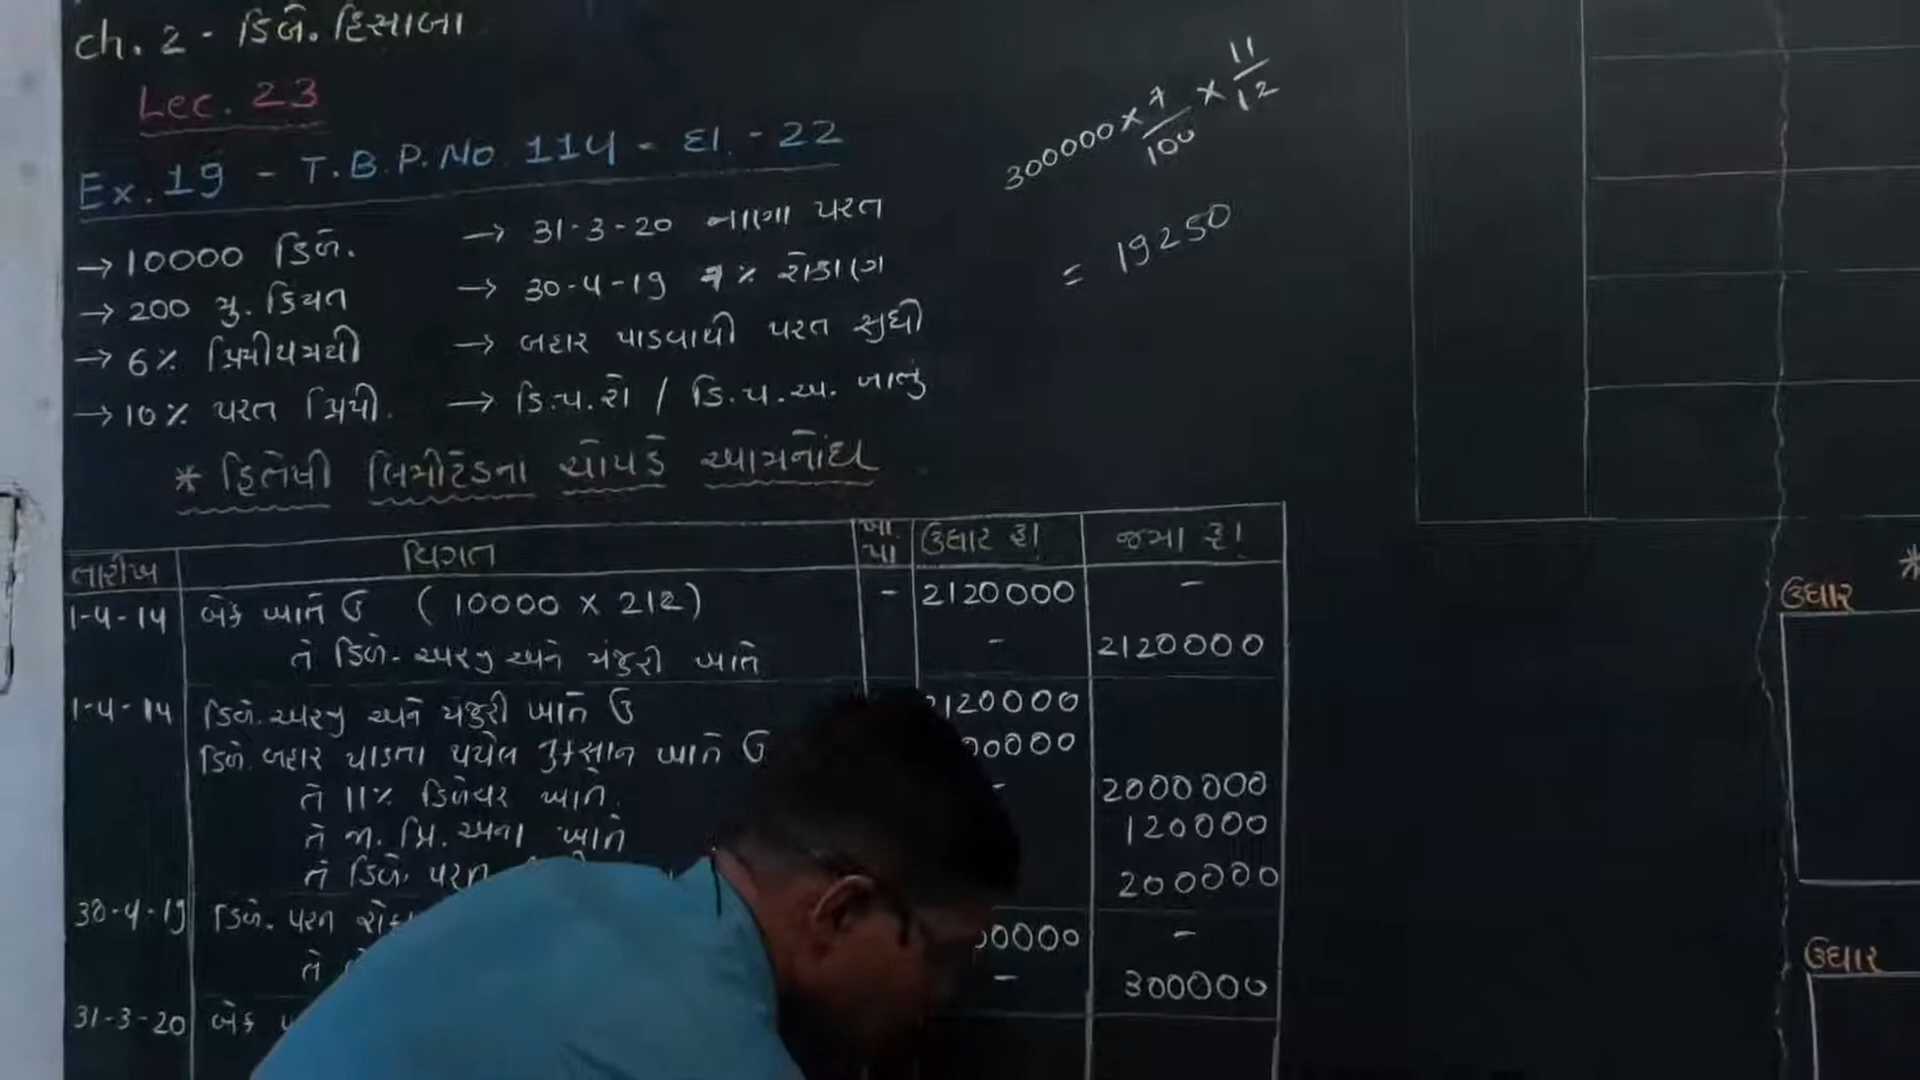 ch. 2 - ડિબે. હિસાબો
Lec. 23
Ex. 19 - T.B.P.No 114 - દા. - 22
→ 10000 ડિબે.
→ 200 મુ. કિંમત
→ 6% પ્રિમીયમથી
→ 10% પરત પ્રિમી.
→ 31-3-20 નાણા પરત
→ 30-4-19 7% રોકાણ
→ બહાર પાડવાથી પરત સુધી
→ ડિ.પ.રો / ડિ.પ.અ. ખાતું
300000 × 7/100 × 11/12
= 19250
* હિતેષી લિમીટેડના ચોપડે આમનોંધ
તારીખ વિગત ખા. પા ઉધાર રૂ! જમા રૂ!
1-4-14 બેંક ખાતે ઉ (10000 × 212) - 2120000 -
તે ડિબે. અરજી અને મંજુરી ખાતે - 2120000
1-4-14 ડિબે. અરજી અને મંજુરી ખાતે ઉ 2120000
ડિબે. બહાર પાડતા થયેલ નુકસાન ખાતે ઉ 00000
તે 11% ડિબેન્ચર ખાતે. - 2000000
તે જા. પ્રિ. અના ખાતે 120000
તે ડિબે. પરત 200000
30-4-19 ડિબે. પરત 00000 -
તે - 300000
31-3-20 બેંક
ઉધાર
*
ઉધાર